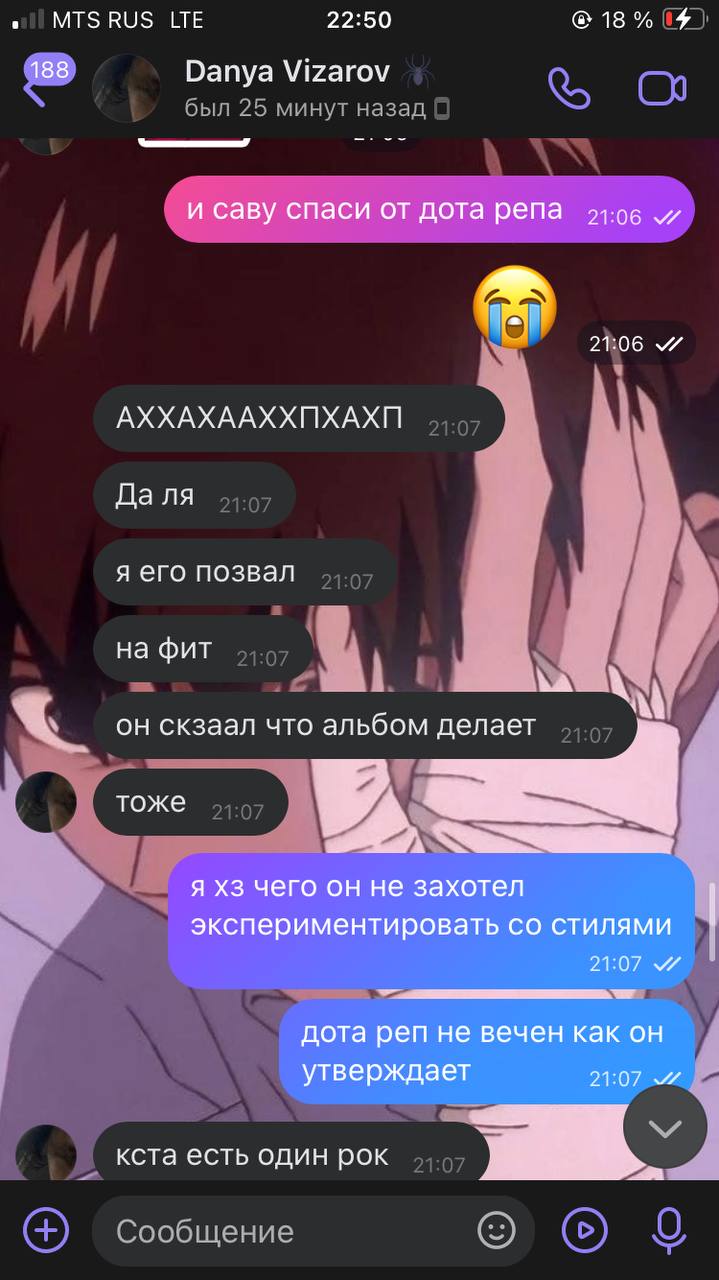 MTS RUS LTE 22:50 18 %
188
Danya Vizarov
был 25 минут назад
и саву спаси от дота репа 21:06
21:06
АХХАХААХХПХАХП 21:07
Да ля 21:07
я его позвал 21:07
на фит 21:07
он скзаал что альбом делает 21:07
тоже 21:07
я хз чего он не захотел
экспериментировать со стилями
21:07
дота реп не вечен как он
утверждает 21:07
кста есть один рок 21:07
Сообщение